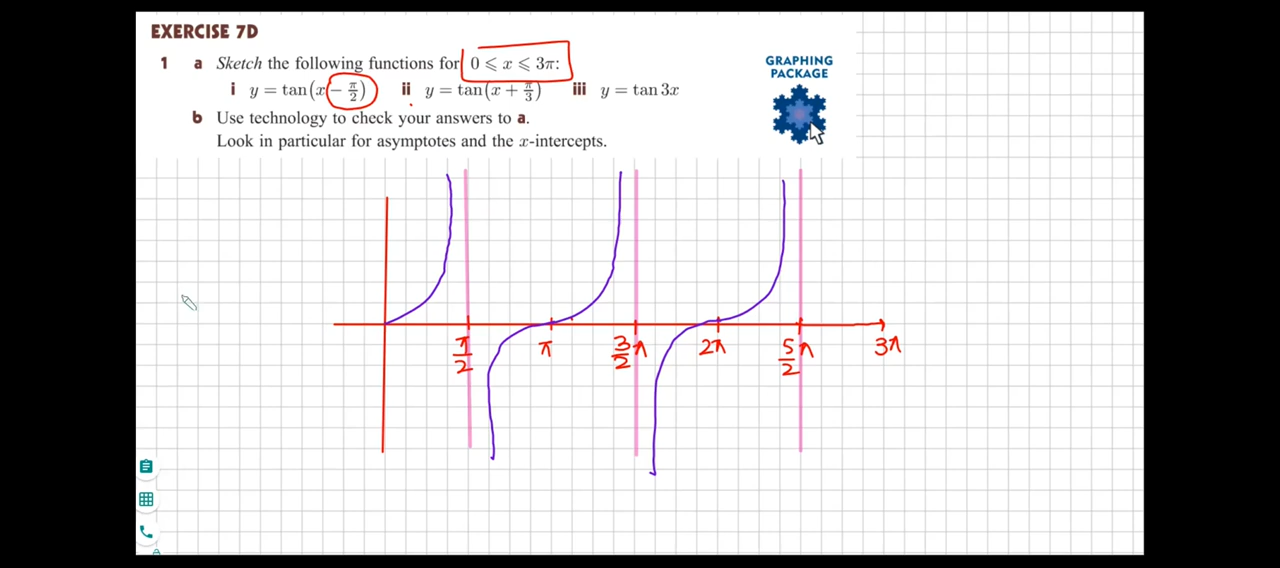 EXERCISE 7D
1 a Sketch the following functions for 0 ⩽ x ⩽ 3π:
i y = tan(x − π/2) ii y = tan(x + π/3) iii y = tan 3x
b Use technology to check your answers to a.
Look in particular for asymptotes and the x-intercepts.
GRAPHING
PACKAGE
π/2 π 3/2 π 2π 5/2 π 3π